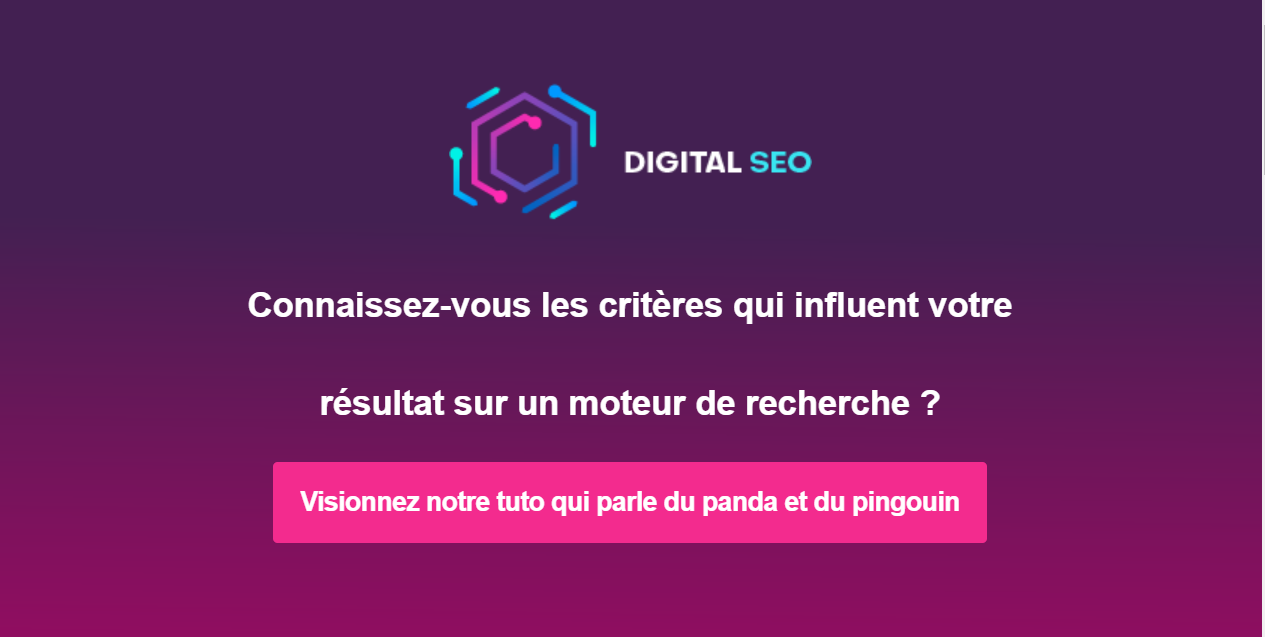 DIGITAL SEO
Connaissez-vous les critères qui influent votre
résultat sur un moteur de recherche ?
Visionnez notre tuto qui parle du panda et du pingouin